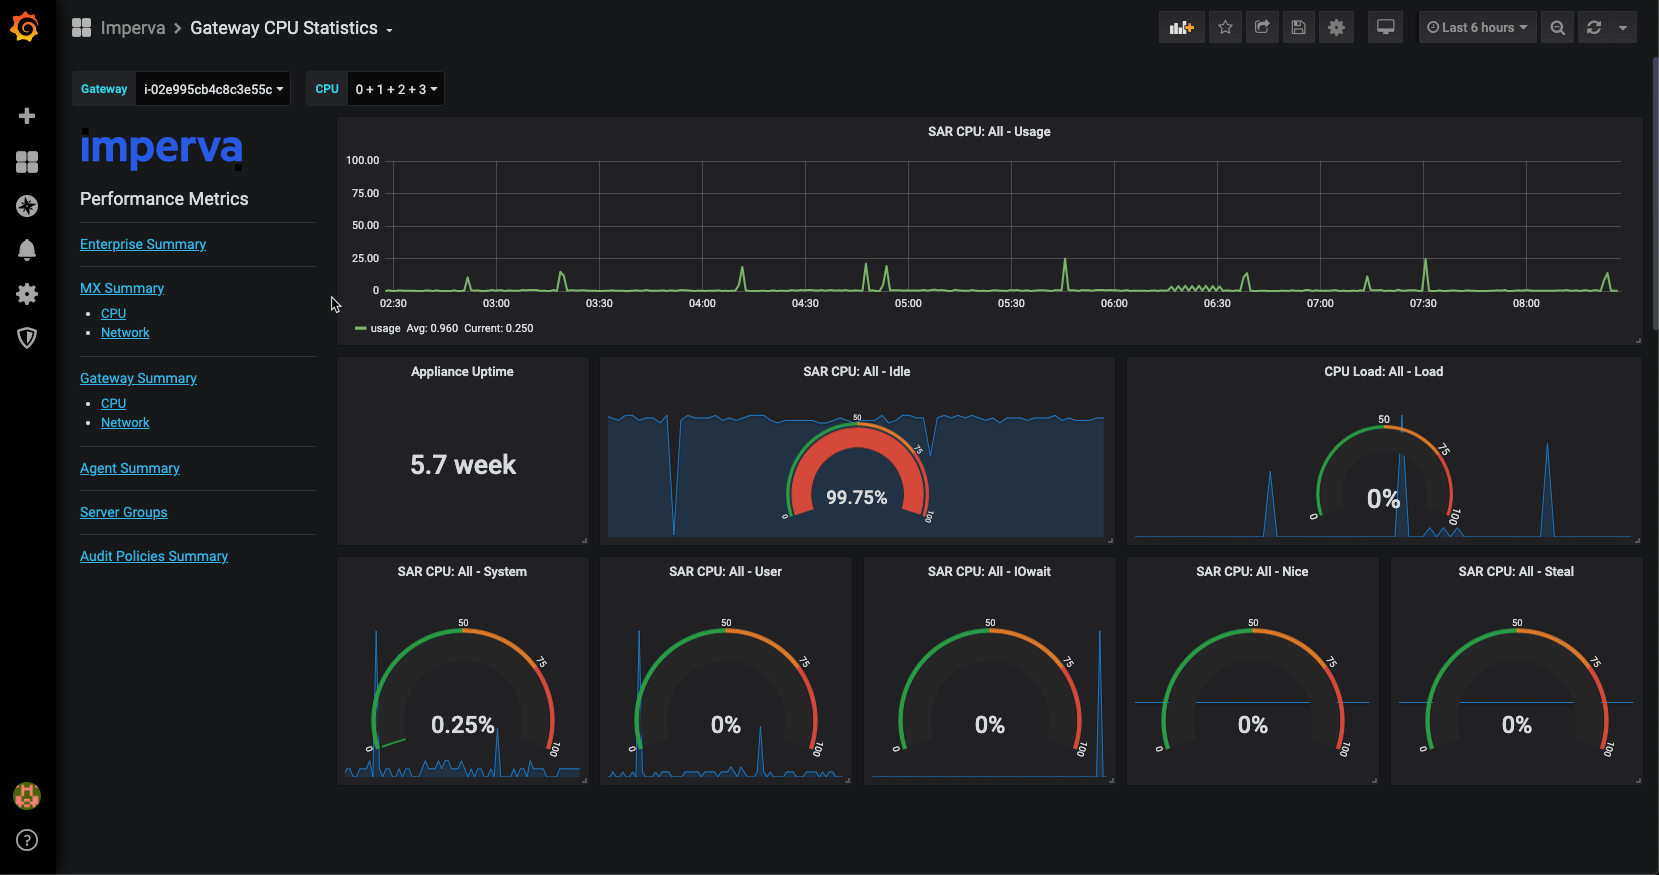 Imperva > Gateway CPU Statistics
Last 6 hours
Gateway i-02e995cb4c8c3e55c CPU 0 + 1 + 2 + 3
imperva
Performance Metrics
Enterprise Summary
MX Summary
• CPU
• Network
Gateway Summary
• CPU
• Network
Agent Summary
Server Groups
Audit Policies Summary
SAR CPU: All - Usage
100.00
75.00
50.00
25.00
0
02:30 03:00 03:30 04:00 04:30 05:00 05:30 06:00 06:30 07:00 07:30 08:00
usage Avg: 0.960 Current: 0.250
Appliance Uptime
5.7 week
SAR CPU: All - Idle
50
75
99.75%
0 100
CPU Load: All - Load
50
75
0%
0 100
SAR CPU: All - System
50
75
0.25%
0 100
SAR CPU: All - User
50
75
0%
0 100
SAR CPU: All - IOwait
50
75
0%
0 100
SAR CPU: All - Nice
50
75
0%
0 100
SAR CPU: All - Steal
50
75
0%
0 100